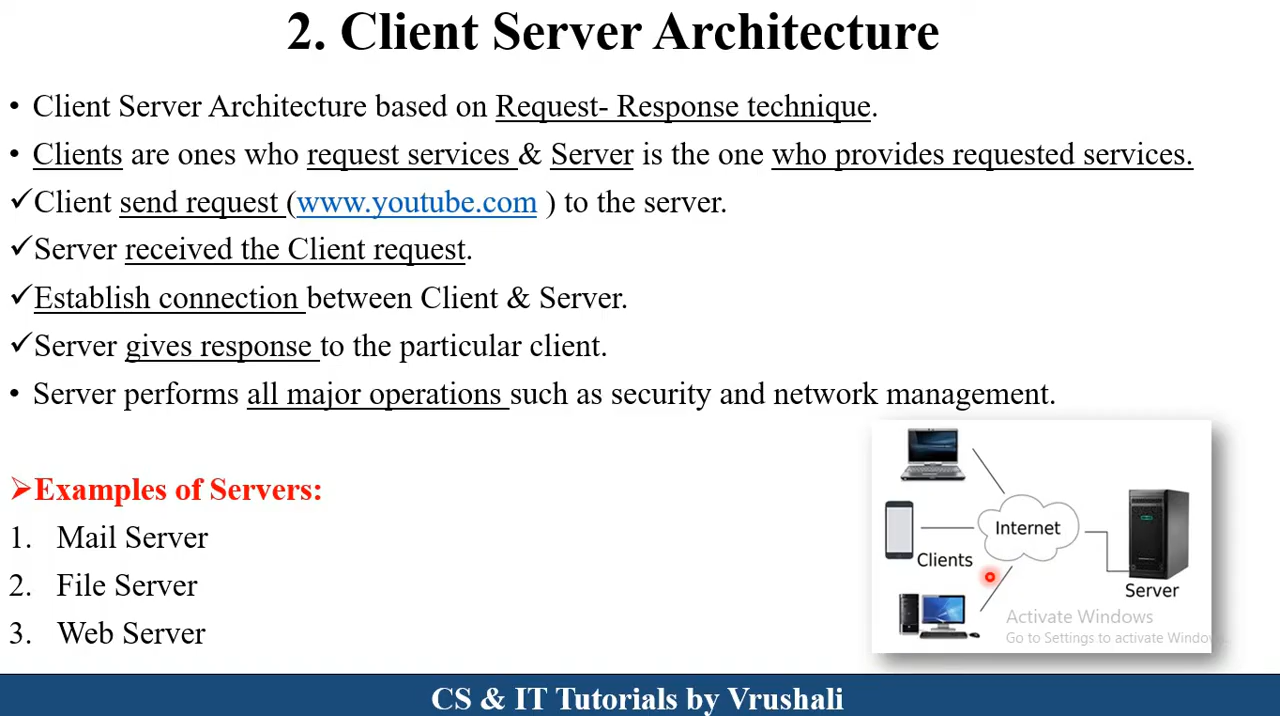 2. Client Server Architecture
• Client Server Architecture based on Request- Response technique.
• Clients are ones who request services & Server is the one who provides requested services.
✓Client send request (www.youtube.com ) to the server.
✓Server received the Client request.
✓Establish connection between Client & Server.
✓Server gives response to the particular client.
• Server performs all major operations such as security and network management.
➢Examples of Servers:
1. Mail Server
2. File Server
3. Web Server
Internet
Clients
Server
Activate Windows
Go to Settings to activate Windows.
CS & IT Tutorials by Vrushali